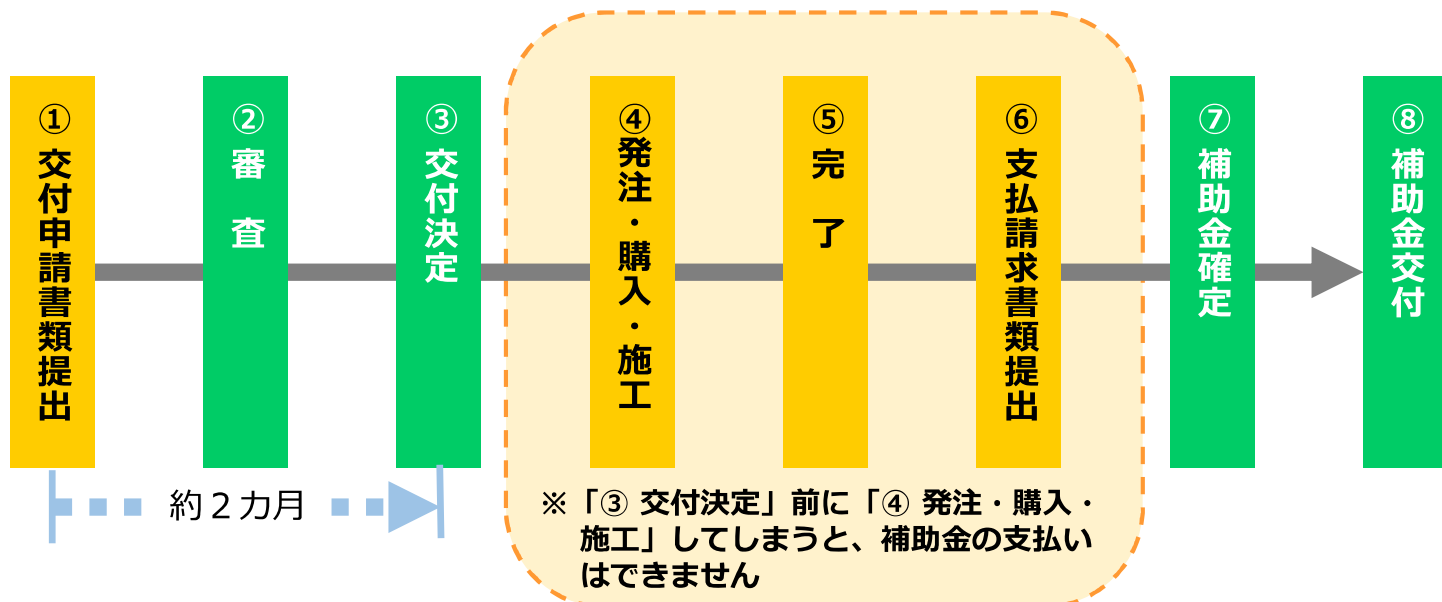 ①交付申請書類提出
②審　査
③交付決定
④発注・購入・施工
⑤完　了
⑥支払請求書類提出
⑦補助金確定
⑧補助金交付
約２カ月
※「③ 交付決定」前に「④ 発注・購入・
施工」してしまうと、補助金の支払い
はできません